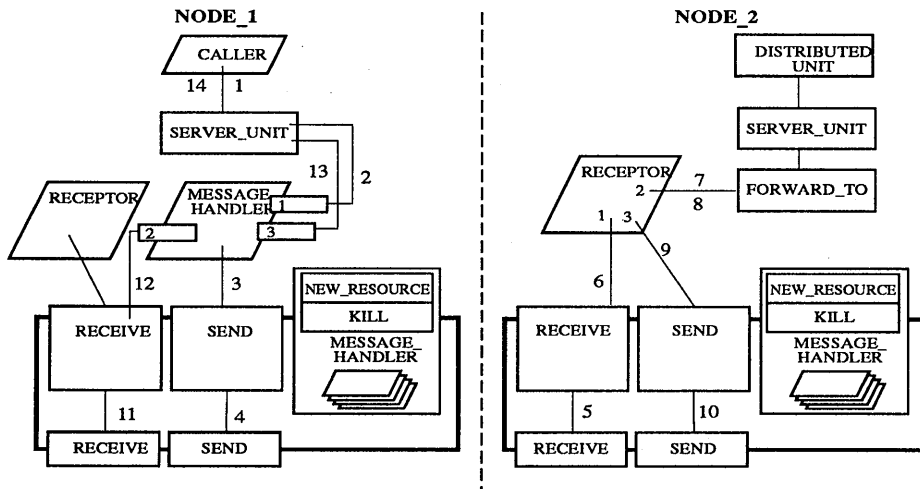 NODE_1
CALLER
14 1
SERVER_UNIT
13
2
RECEPTOR
MESSAGE_
HANDLER
1
2
3
12
3
NEW_RESOURCE
KILL
RECEIVE
SEND
MESSAGE_
HANDLER
11
4
RECEIVE
SEND
NODE_2
DISTRIBUTED
UNIT
SERVER_UNIT
RECEPTOR
2
7
8
FORWARD_TO
1
3
6
9
NEW_RESOURCE
KILL
RECEIVE
SEND
MESSAGE_
HANDLER
5
10
RECEIVE
SEND